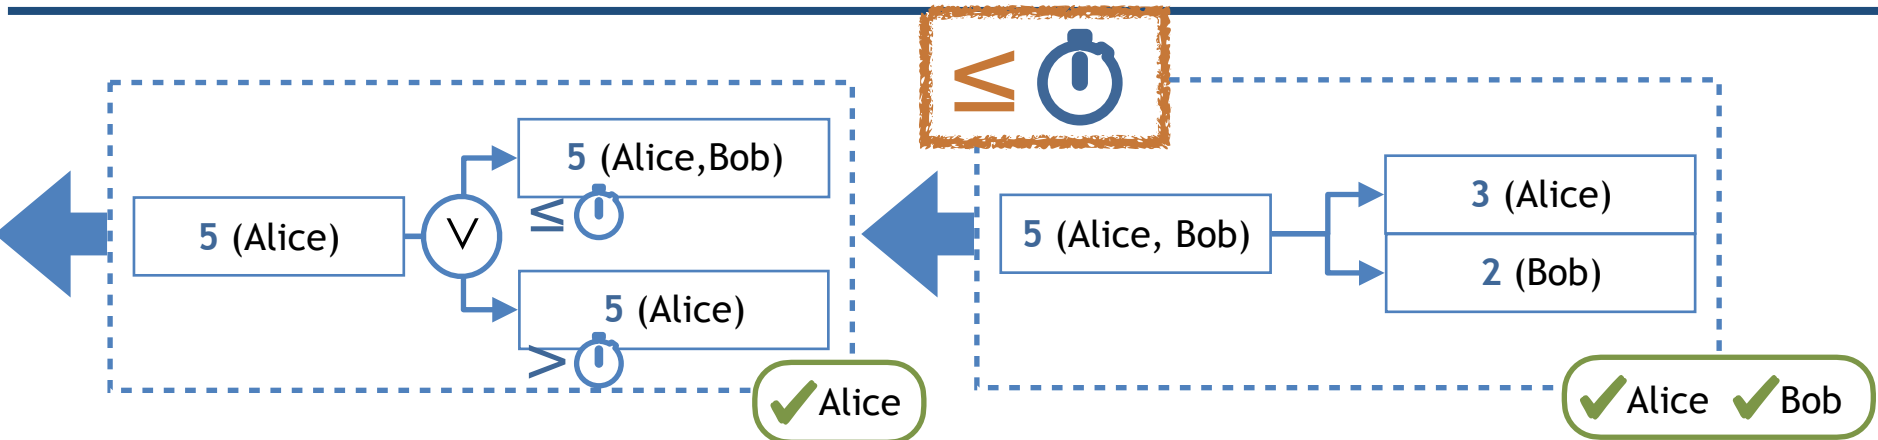 ≤
5 (Alice)
∨
5 (Alice,Bob)
≤
5 (Alice)
>
Alice
5 (Alice, Bob)
3 (Alice)
2 (Bob)
Alice Bob